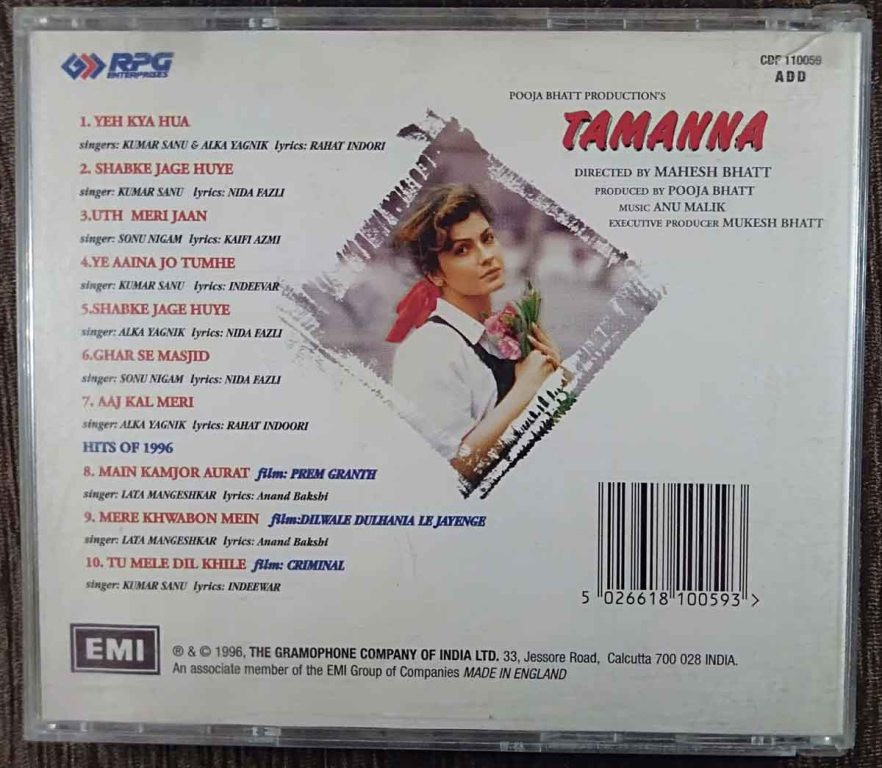 RPG
ENTERPRISES
CDF 110059
ADD
POOJA BHATT PRODUCTION'S
TAMANNA
DIRECTED BY MAHESH BHATT
PRODUCED BY POOJA BHATT
MUSIC ANU MALIK
EXECUTIVE PRODUCER MUKESH BHATT
1. YEH KYA HUA
singers: KUMAR SANU & ALKA YAGNIK lyrics: RAHAT INDORI
2. SHABKE JAGE HUYE
singer: KUMAR SANU lyrics: NIDA FAZLI
3.UTH MERI JAAN
singer: SONU NIGAM lyrics: KAIFI AZMI
4.YE AAINA JO TUMHE
singer: KUMAR SANU lyrics: INDEEVAR
5.SHABKE JAGE HUYE
singer: ALKA YAGNIK lyrics: NIDA FAZLI
6.GHAR SE MASJID
singer: SONU NIGAM lyrics: NIDA FAZLI
7. AAJ KAL MERI
singer: ALKA YAGNIK lyrics: RAHAT INDOORI
HITS OF 1996
8. MAIN KAMJOR AURAT film: PREM GRANTH
singer: LATA MANGESHKAR lyrics: Anand Bakshi
9. MERE KHWABON MEIN film:DILWALE DULHANIA LE JAYENGE
singer: LATA MANGESHKAR lyrics: Anand Bakshi
10. TU MELE DIL KHILE film: CRIMINAL
singer: KUMAR SANU lyrics: INDEEWAR
5 026618 100593 >
EMI
℗ & © 1996, THE GRAMOPHONE COMPANY OF INDIA LTD. 33, Jessore Road, Calcutta 700 028 INDIA.
An associate member of the EMI Group of Companies MADE IN ENGLAND